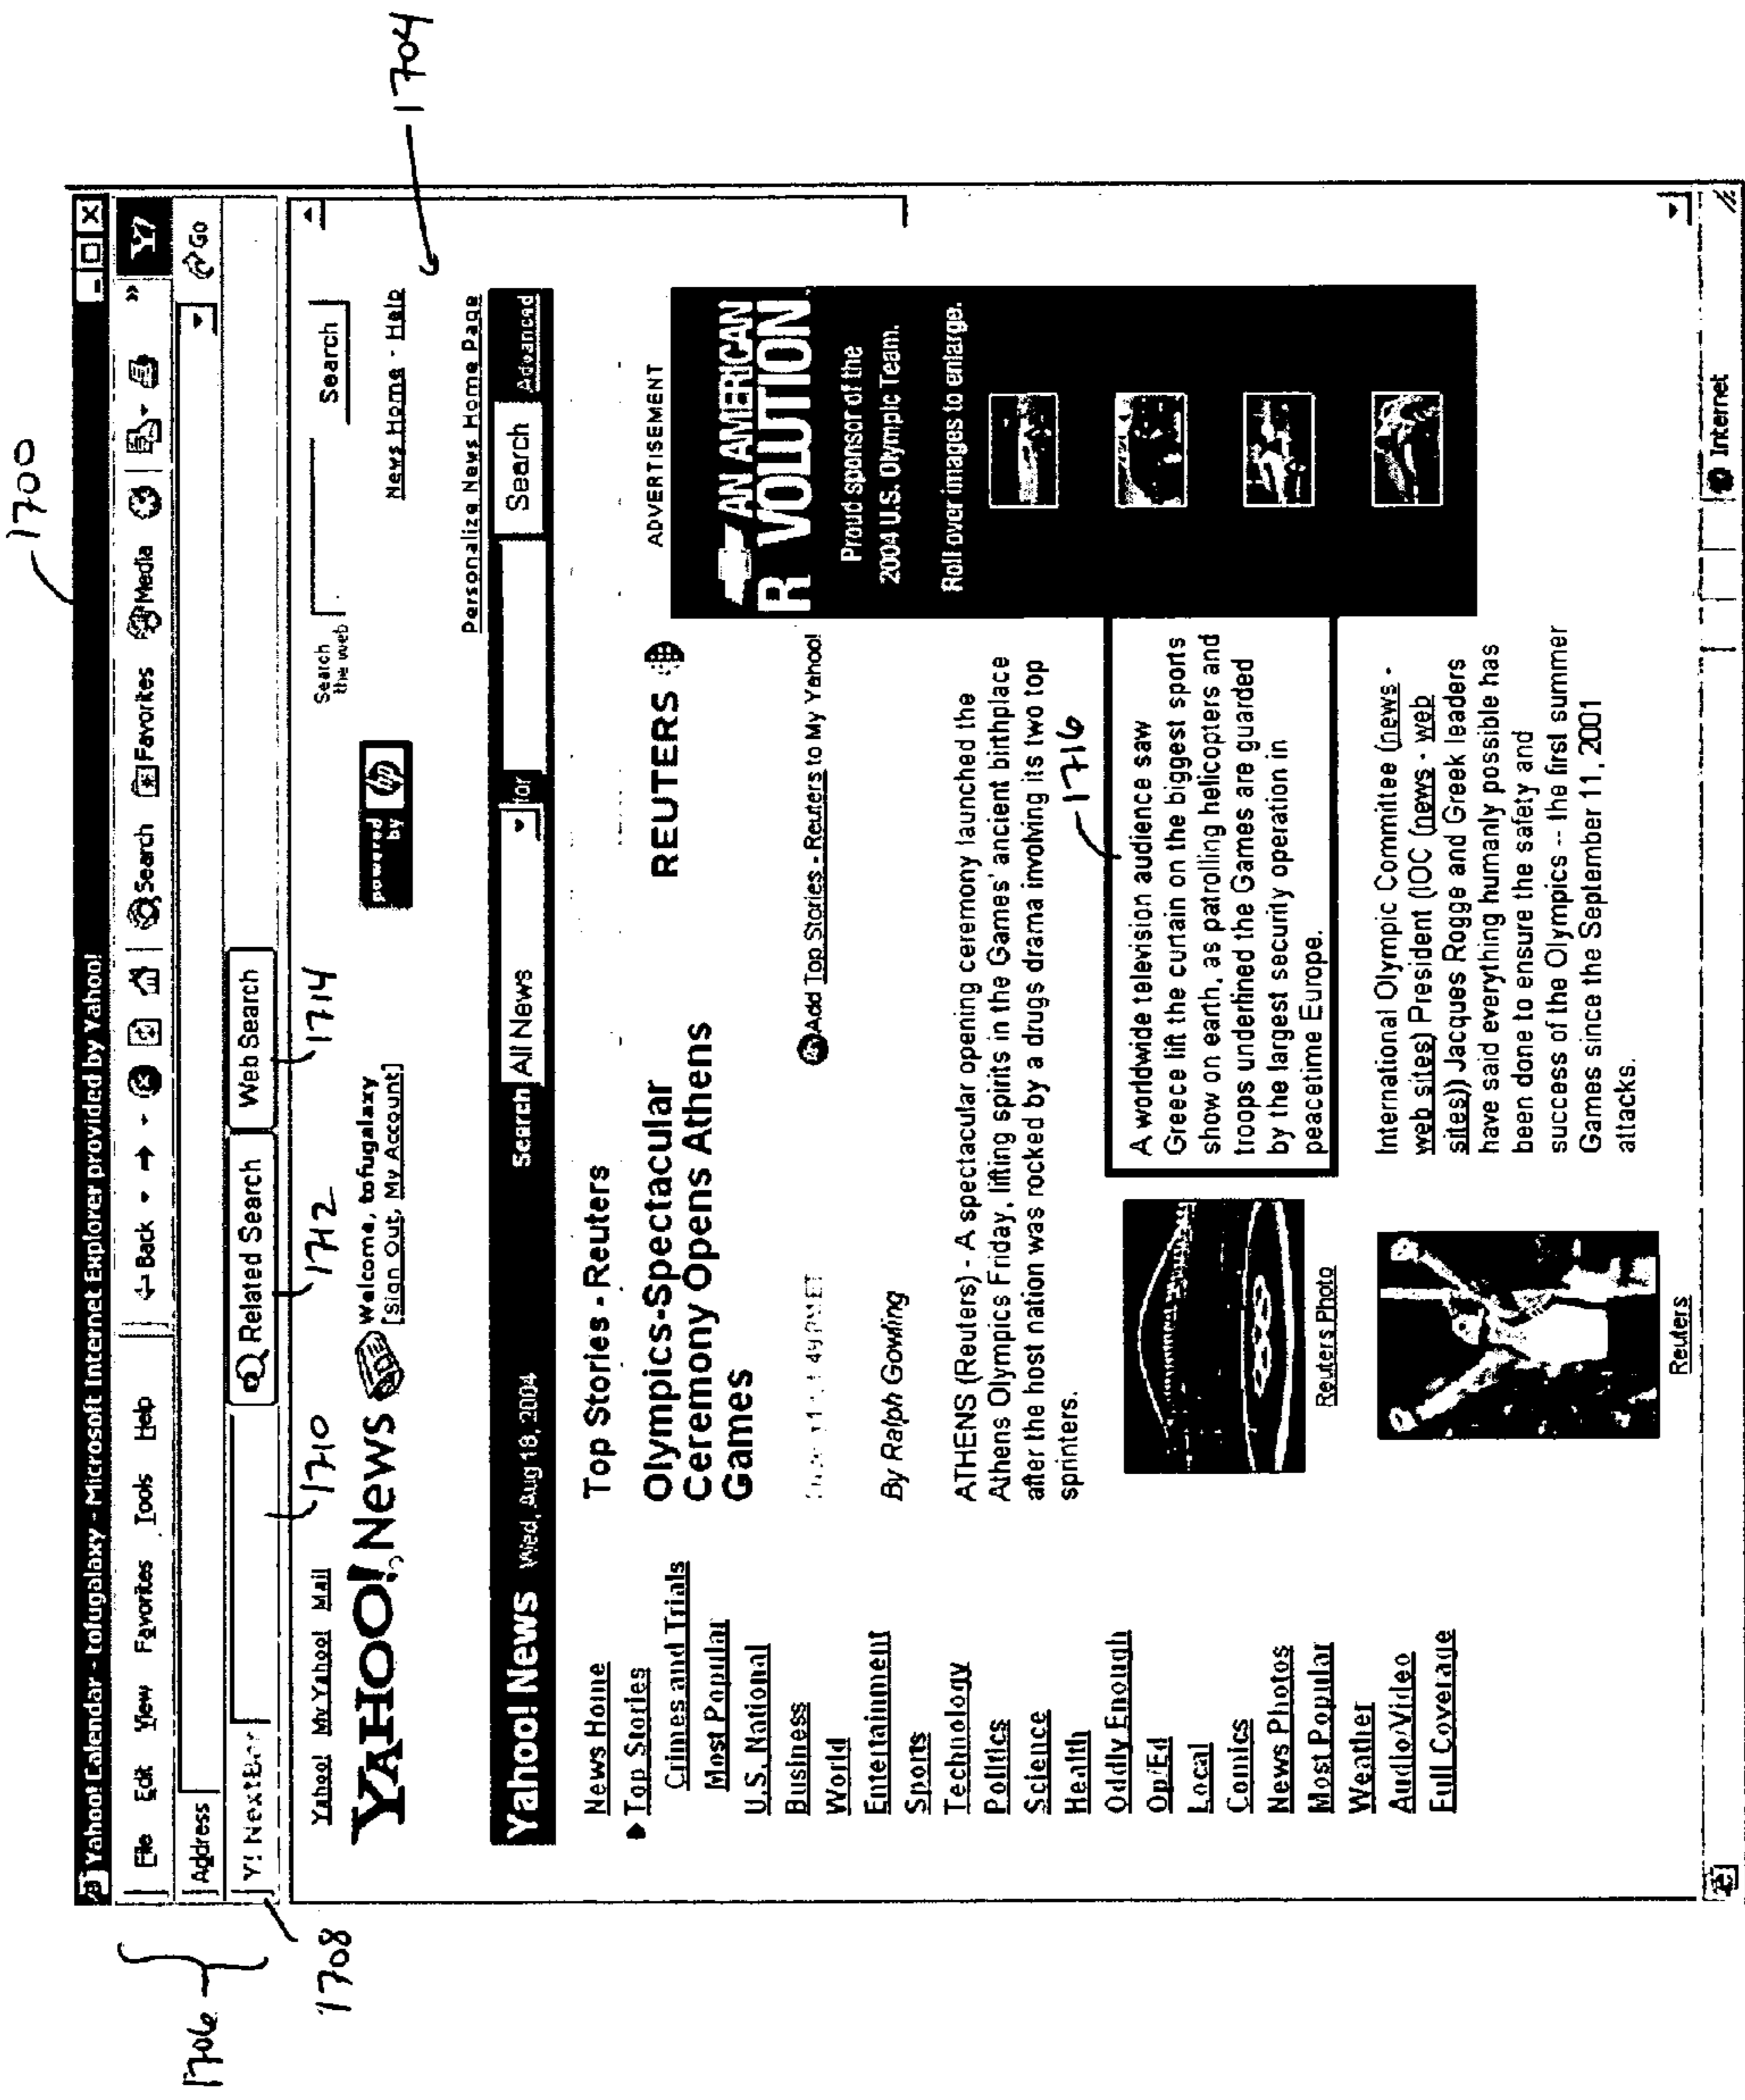 1700
Yahoo! Calendar - tofugalaxy - Microsoft Internet Explorer provided by Yahoo!
File Edit View Favorites Tools Help Back Search Favorites Media »
1706
Address Go
Y! NextBar Related Search Web Search
1708
1710
1712
1714
1704
Yahoo! My Yahoo! Mail
YAHOO! News
Welcome, tofugalaxy
[Sign Out, My Account]
powered by hp
Search the web Search
News Home - Help
Personalize News Home Page
Yahoo! News Wed, Aug 18, 2004 Search All News for Search Advanced
News Home
Top Stories
Crimes and Trials
Most Popular
U.S. National
Business
World
Entertainment
Sports
Technology
Politics
Science
Health
Oddly Enough
Op/Ed
Local
Comics
News Photos
Most Popular
Weather
Audio/Video
Full Coverage
Top Stories - Reuters
Olympics-Spectacular
Ceremony Opens Athens
Games
REUTERS
Add Top Stories - Reuters to My Yahoo!
By Ralph Gowling
ATHENS (Reuters) - A spectacular opening ceremony launched the
Athens Olympics Friday, lifting spirits in the Games' ancient birthplace
after the host nation was rocked by a drugs drama involving its two top
sprinters.
1716
A worldwide television audience saw
Greece lift the curtain on the biggest sports
show on earth, as patrolling helicopters and
troops underlined the Games are guarded
by the largest security operation in
peacetime Europe.
Reuters Photo
International Olympic Committee (news -
web sites) President (IOC (news - web
sites)) Jacques Rogge and Greek leaders
have said everything humanly possible has
been done to ensure the safety and
success of the Olympics -- the first summer
Games since the September 11, 2001
attacks.
Reuters
ADVERTISEMENT
AN AMERICAN
R VOLUTION
Proud sponsor of the
2004 U.S. Olympic Team.
Roll over images to enlarge.
Internet